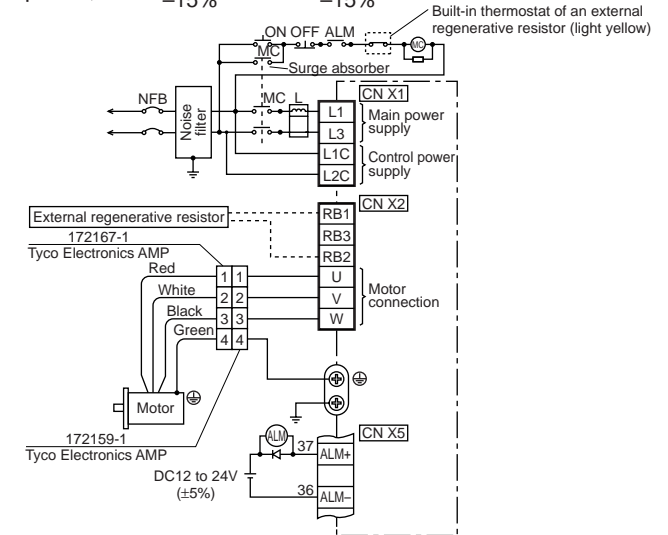 −15% −15%
Built-in thermostat of an external
regenerative resistor (light yellow)
ON OFF ALM
MC
MC
Surge absorber
NFB
Noise
filter
MC L
CN X1
L1
L3
L1C
L2C
Main power
supply
Control power
supply
CN X2
External regenerative resistor
RB1
RB3
RB2
U
V
W
Motor
connection
172167-1
Tyco Electronics AMP
Red
White
Black
Green
1 1
2 2
3 3
4 4
Motor
172159-1
Tyco Electronics AMP
CN X5
ALM
37 ALM+
DC12 to 24V
(±5%)
36 ALM−